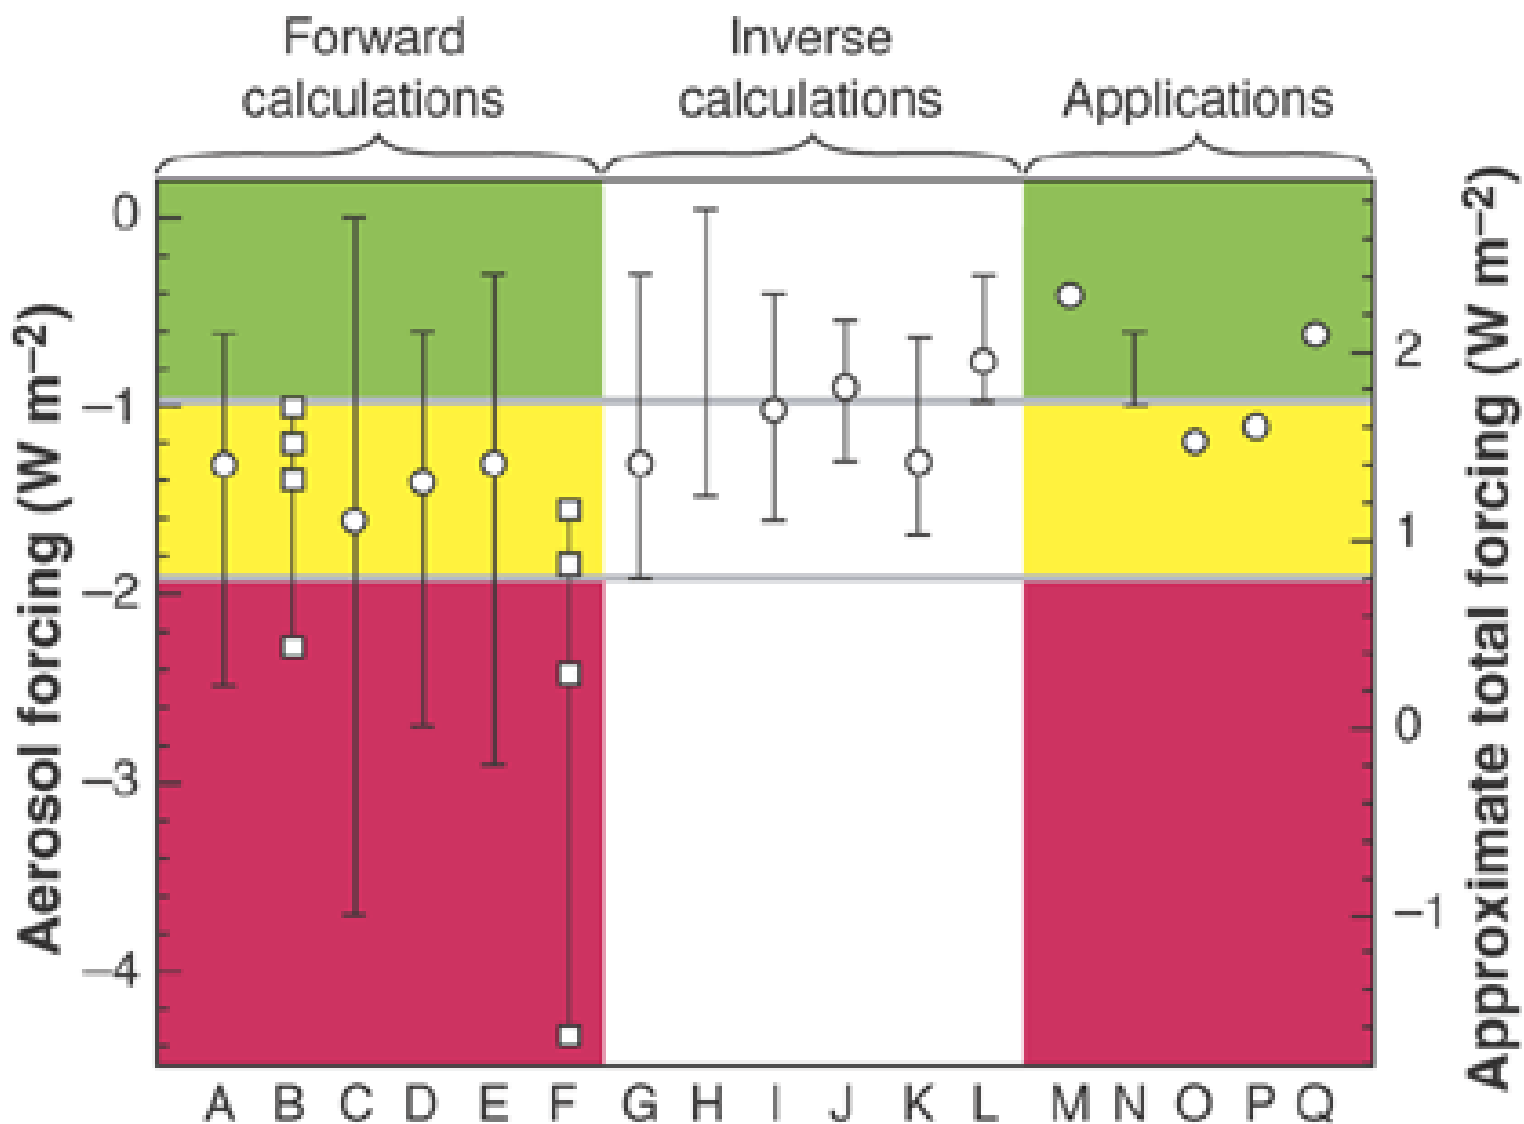 Forward
calculations
Inverse
calculations
Applications
Aerosol forcing (W m⁻²)
0
−1
−2
−3
−4
2
1
0
−1
Approximate total forcing (W m⁻²)
A B C D E F G H I J K L M N O P Q